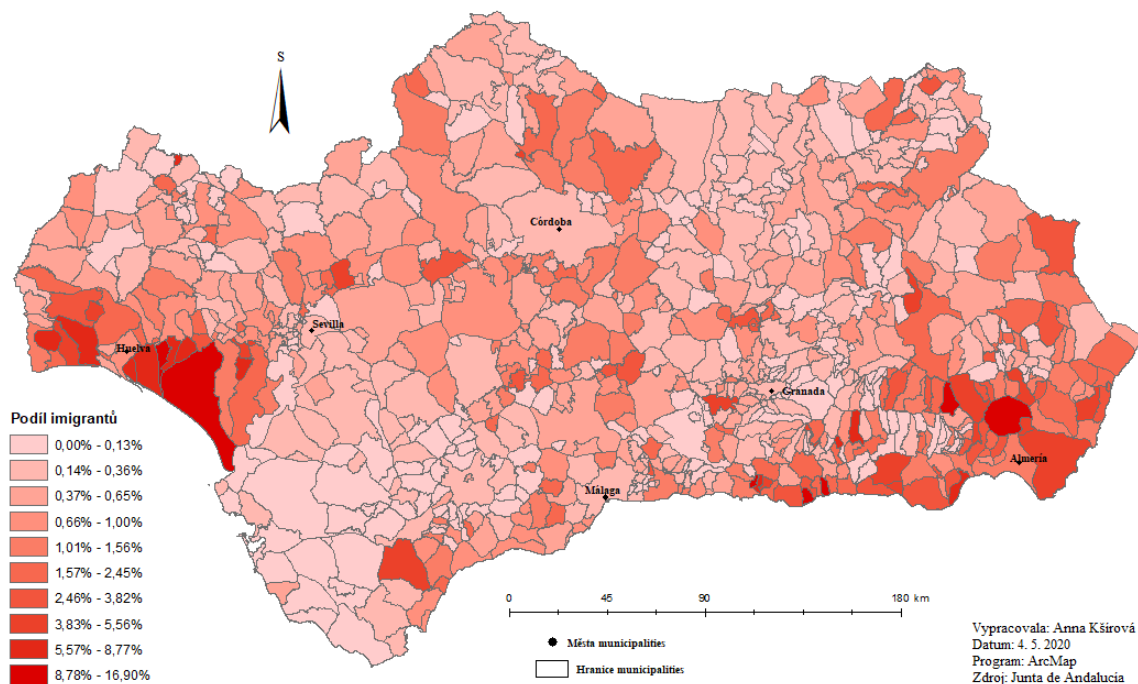 S
Córdoba
Sevilla
Huelva
Granada
Almería
Málaga
Podíl imigrantů
0,00% - 0,13%
0,14% - 0,36%
0,37% - 0,65%
0,66% - 1,00%
1,01% - 1,56%
1,57% - 2,45%
2,46% - 3,82%
3,83% - 5,56%
5,57% - 8,77%
8,78% - 16,90%
0 45 90 180 km
Města municipalities
Hranice municipalities
Vypracovala: Anna Kšírová
Datum: 4. 5. 2020
Program: ArcMap
Zdroj: Junta de Andalucia